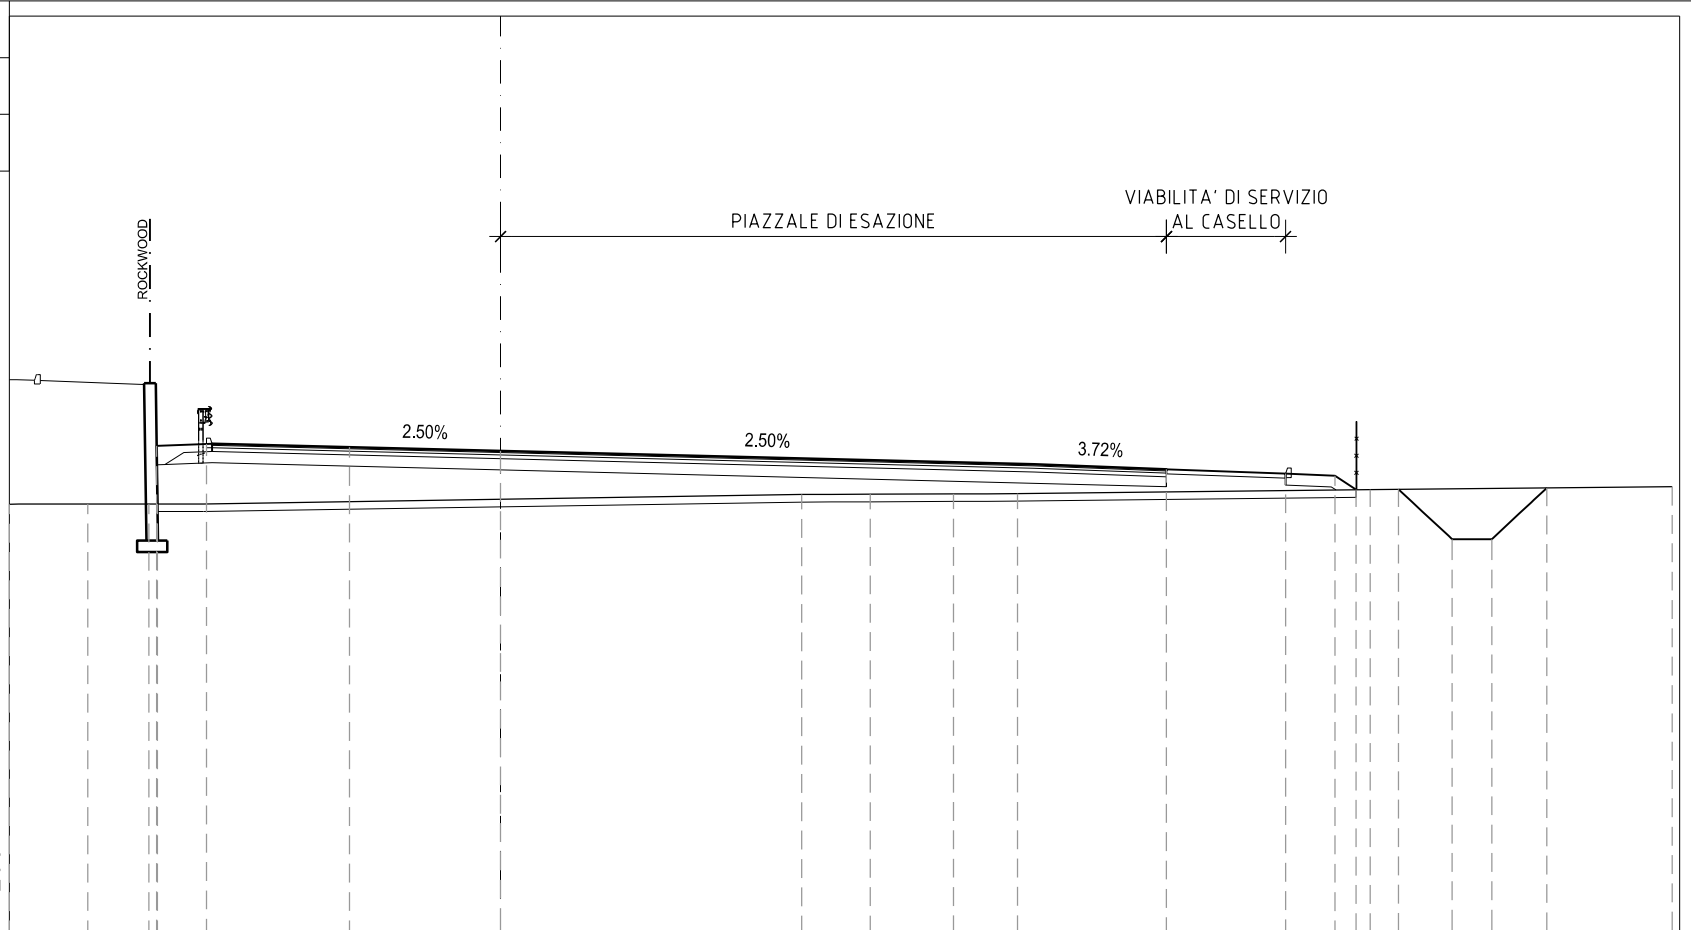 VIABILITA' DI SERVIZIO
AL CASELLO
PIAZZALE DI ESAZIONE
ROCKWOOD
2.50%
2.50%
3.72%